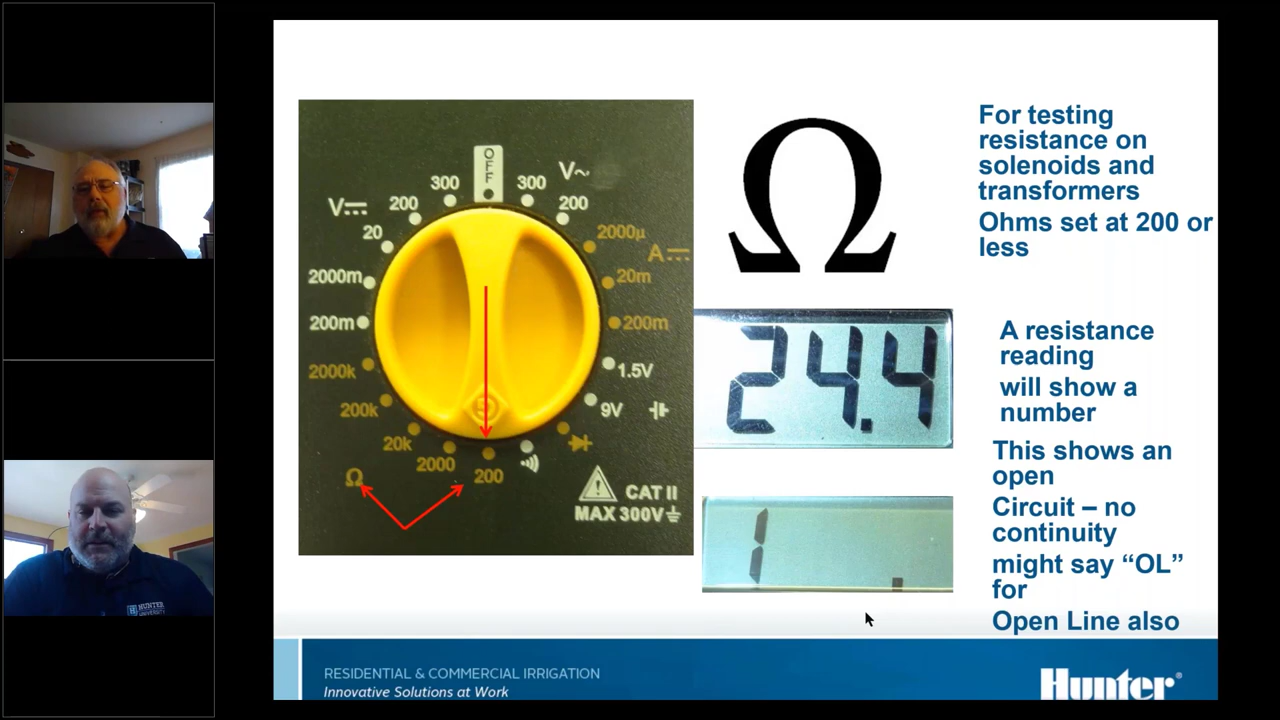 For testing
resistance on
solenoids and
transformers
Ohms set at 200 or
less
OFF
V~
300
300
V
200
200
20
2000µ
A
2000m
20m
200m
200m
2000k
1.5V
200k
9V
20k
2000
200
Ω
CAT II
MAX 300V
Ω
24.4
A resistance
reading
will show a
number
1
This shows an
open
Circuit – no
continuity
might say “OL”
for
Open Line also
HUNTER
UNIVERSITY
RESIDENTIAL & COMMERCIAL IRRIGATION
Innovative Solutions at Work
Hunter®